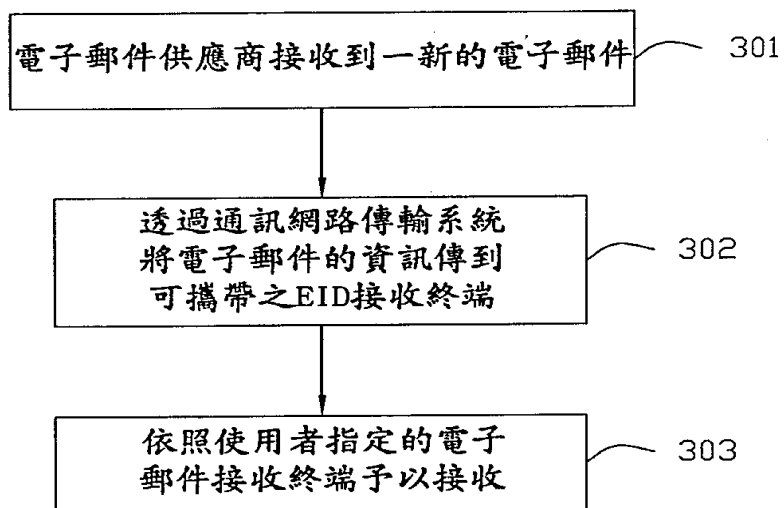 電子郵件供應商接收到一新的電子郵件
301
透過通訊網路傳輸系統
將電子郵件的資訊傳到
可攜帶之EID接收終端
302
依照使用者指定的電子
郵件接收終端予以接收
303